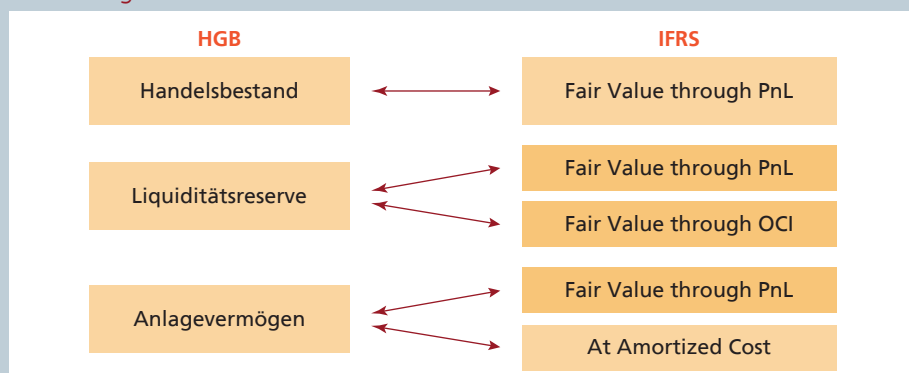 HGB
IFRS
Handelsbestand
Fair Value through PnL
Liquiditätsreserve
Fair Value through PnL
Fair Value through OCI
Anlagevermögen
Fair Value through PnL
At Amortized Cost